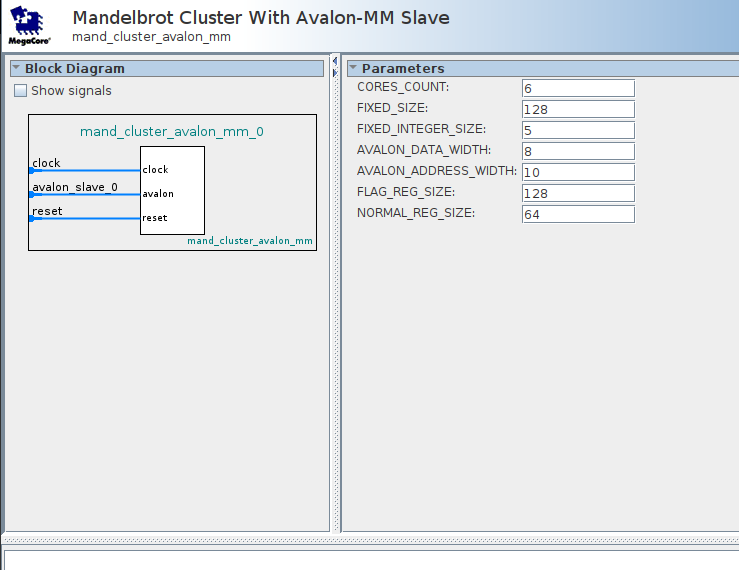 Mandelbrot Cluster With Avalon-MM Slave
mand_cluster_avalon_mm
MegaCore®
Block Diagram
Show signals
mand_cluster_avalon_mm_0
clock
clock
avalon_slave_0
avalon
reset
reset
mand_cluster_avalon_mm
Parameters
CORES_COUNT: 6
FIXED_SIZE: 128
FIXED_INTEGER_SIZE: 5
AVALON_DATA_WIDTH: 8
AVALON_ADDRESS_WIDTH: 10
FLAG_REG_SIZE: 128
NORMAL_REG_SIZE: 64